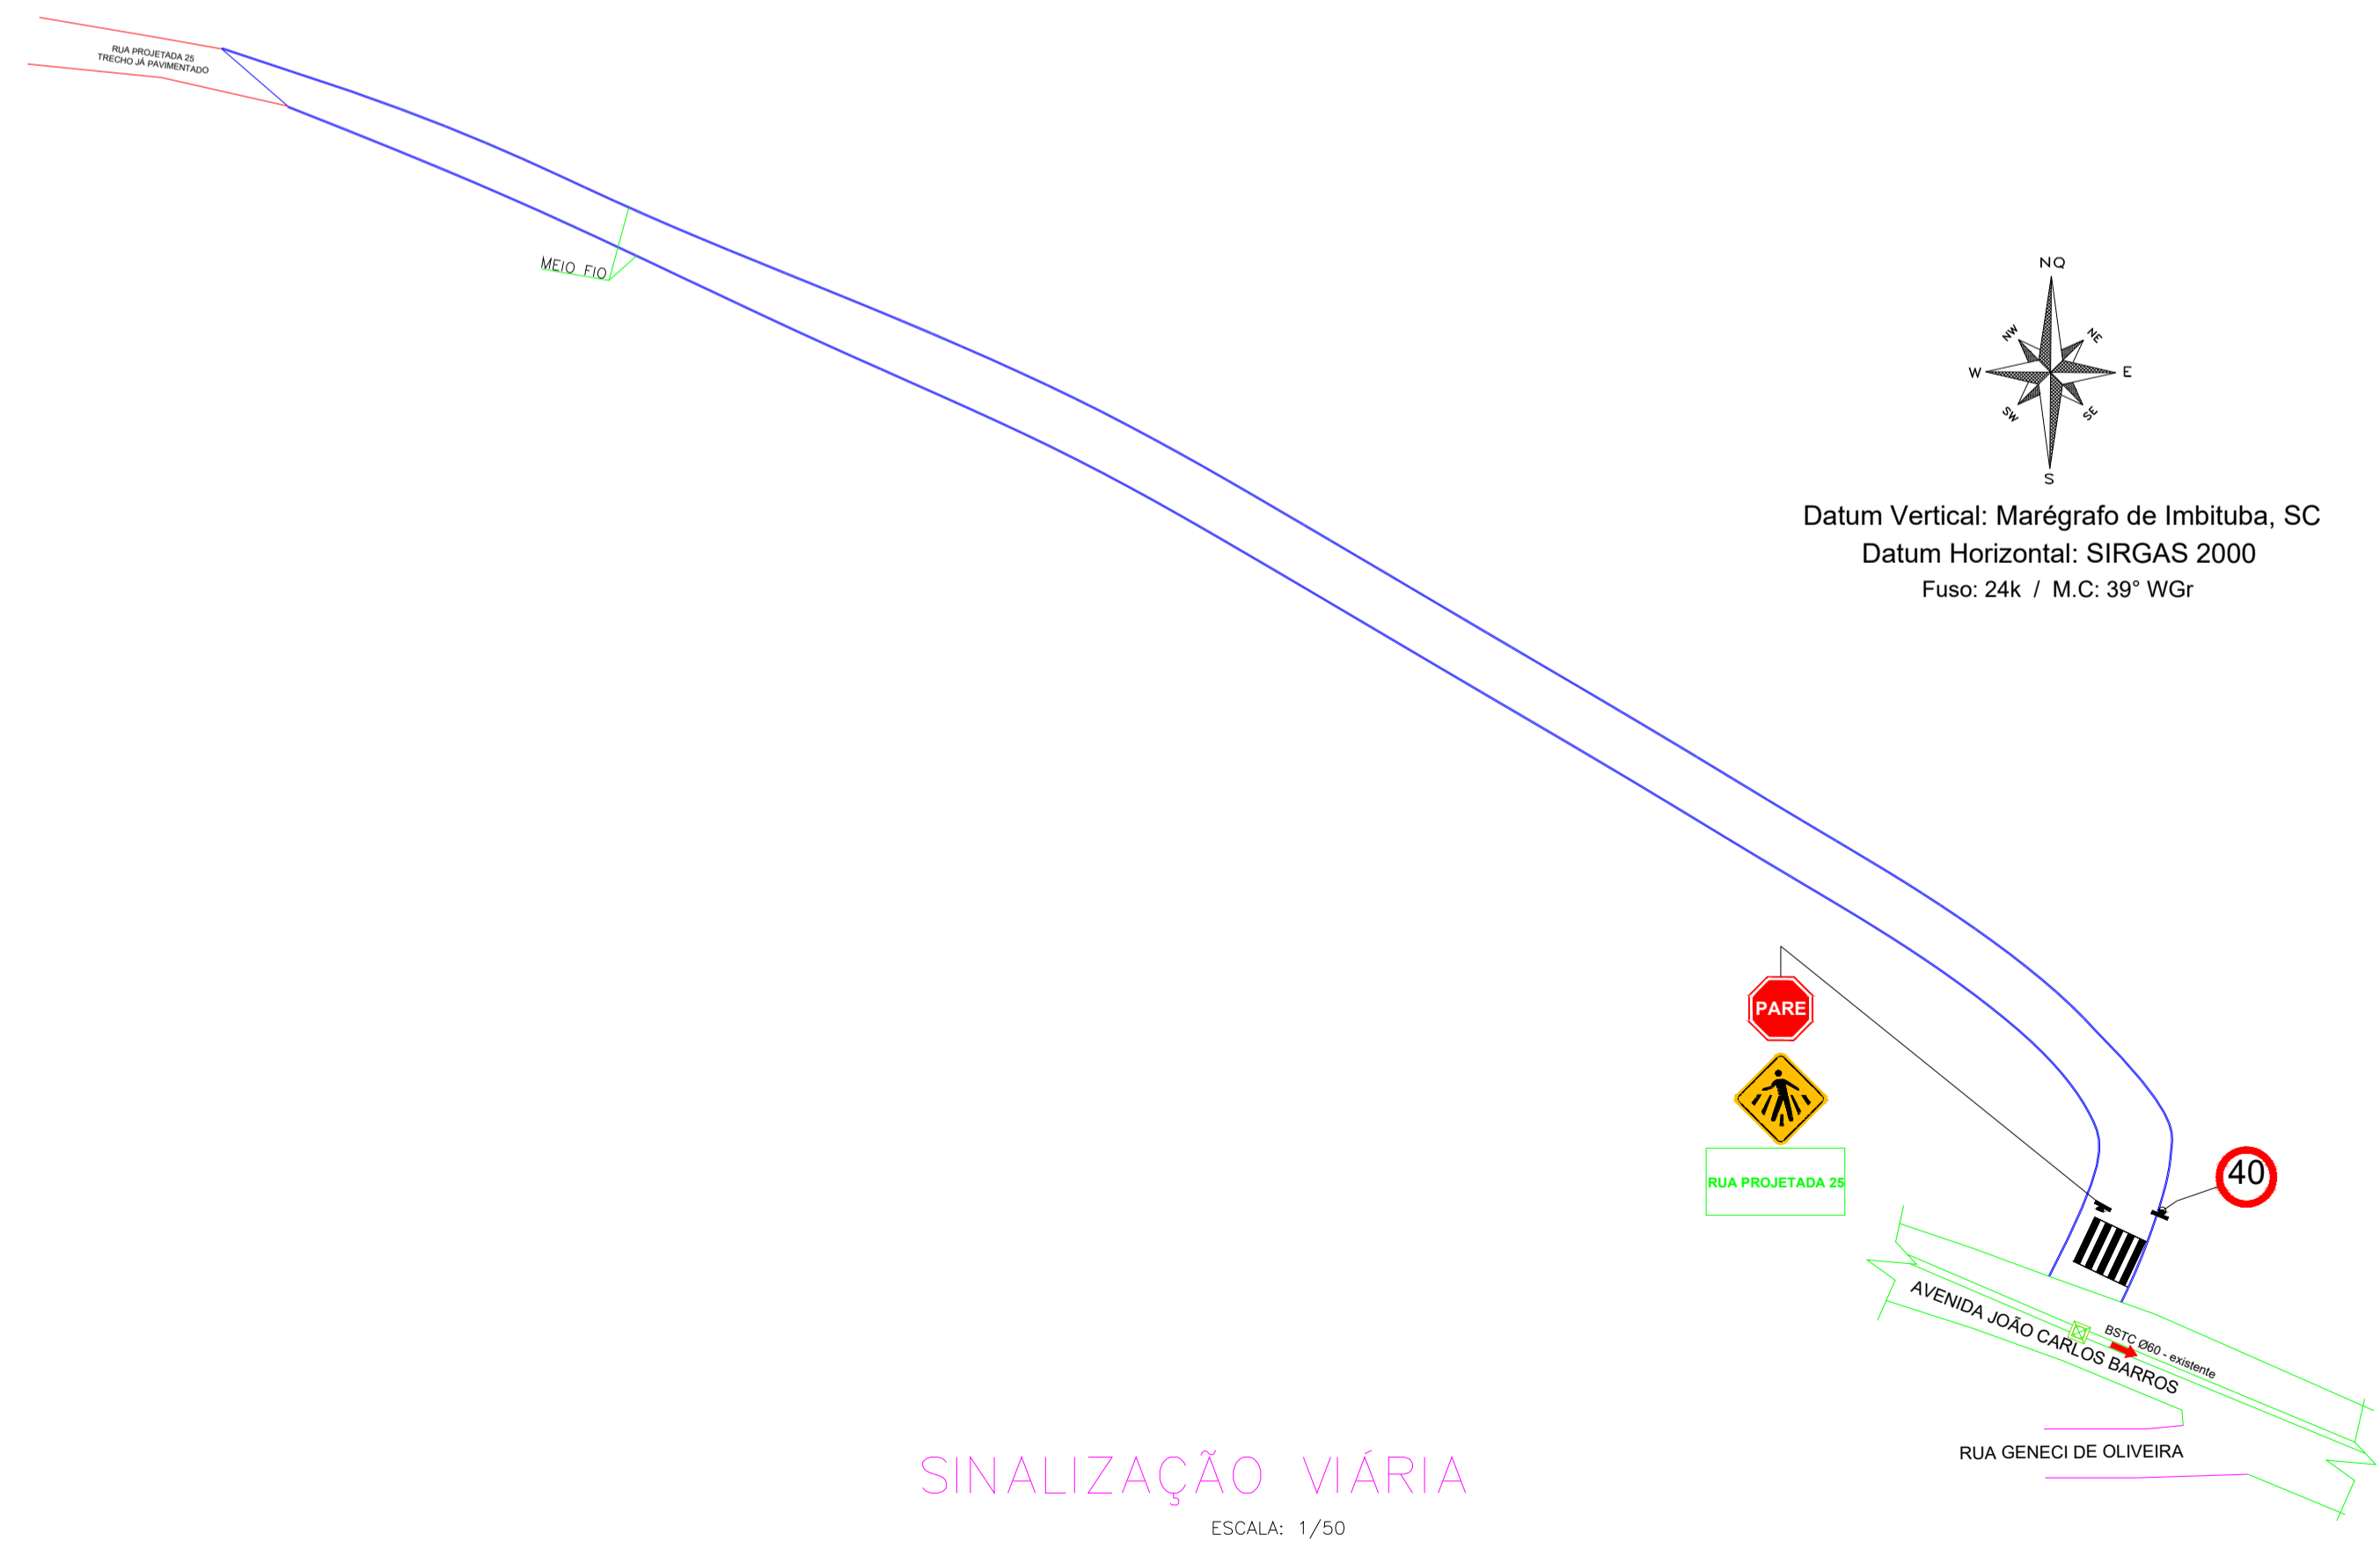 RUA PROJETADA 25
TRECHO JÁ PAVIMENTADO
MEIO FIO
NQ
NW
NE
W
E
SW
SE
S
Datum Vertical: Marégrafo de Imbituba, SC
Datum Horizontal: SIRGAS 2000
Fuso: 24k / M.C: 39° WGr
PARE
RUA PROJETADA 25
40
AVENIDA JOÃO CARLOS BARROS
BSTC Ø60 - existente
RUA GENECI DE OLIVEIRA
SINALIZAÇÃO VIÁRIA
ESCALA: 1/50